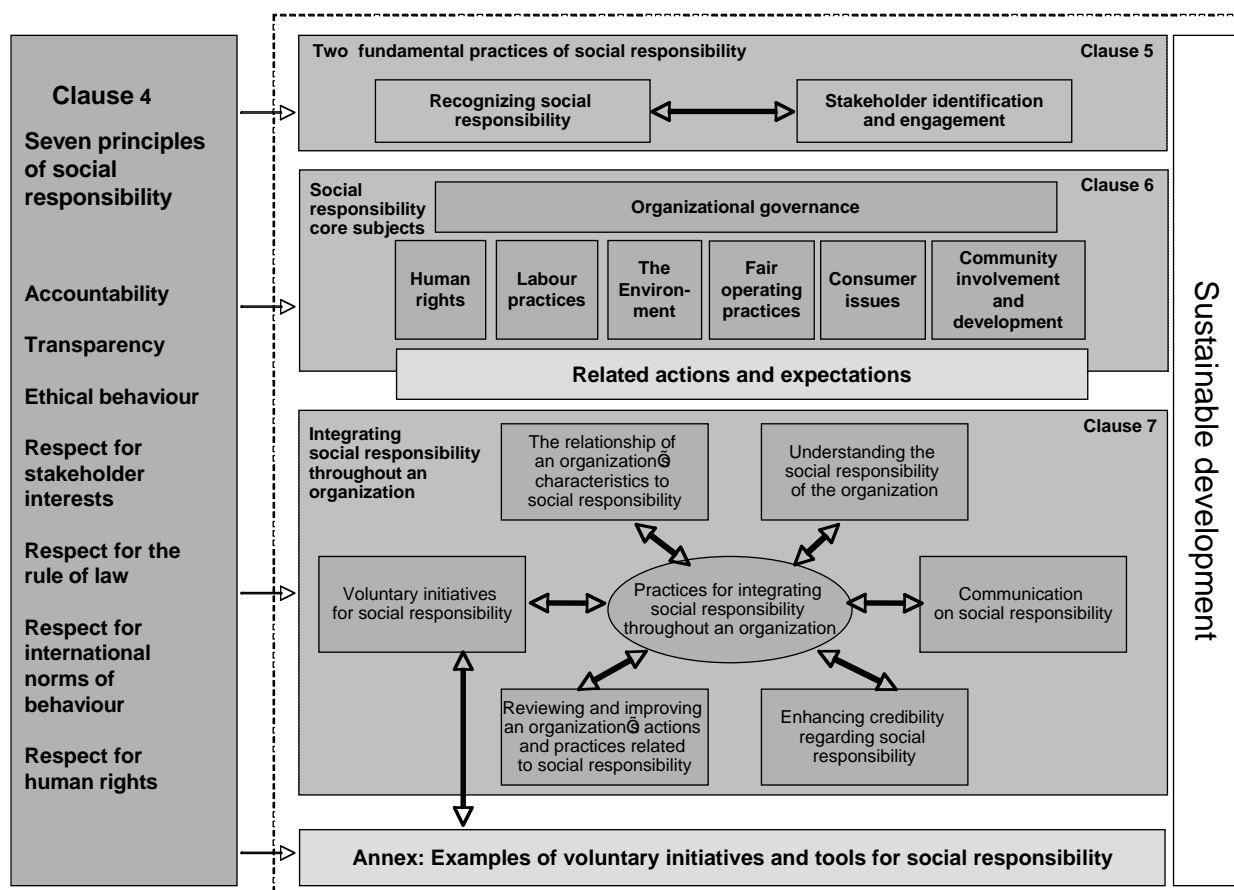 Clause 4
Seven principles
of social
responsibility
Accountability
Transparency
Ethical behaviour
Respect for
stakeholder
interests
Respect for the
rule of law
Respect for
international
norms of
behaviour
Respect for
human rights
Two fundamental practices of social responsibility
Clause 5
Recognizing social
responsibility
Stakeholder identification
and engagement
Social
responsibility
core subjects
Clause 6
Organizational governance
Human
rights
Labour
practices
The
Environ-
ment
Fair
operating
practices
Consumer
issues
Community
involvement
and
development
Related actions and expectations
Integrating
social responsibility
throughout an
organization
Clause 7
The relationship of
an organizationÕs
characteristics to
social responsibility
Understanding the
social responsibility
of the organization
Voluntary initiatives
for social responsibility
Practices for integrating
social responsibility
throughout an organization
Communication
on social responsibility
Reviewing and improving
an organizationÕs actions
and practices related
to social responsibility
Enhancing credibility
regarding social
responsibility
Annex: Examples of voluntary initiatives and tools for social responsibility
Sustainable development